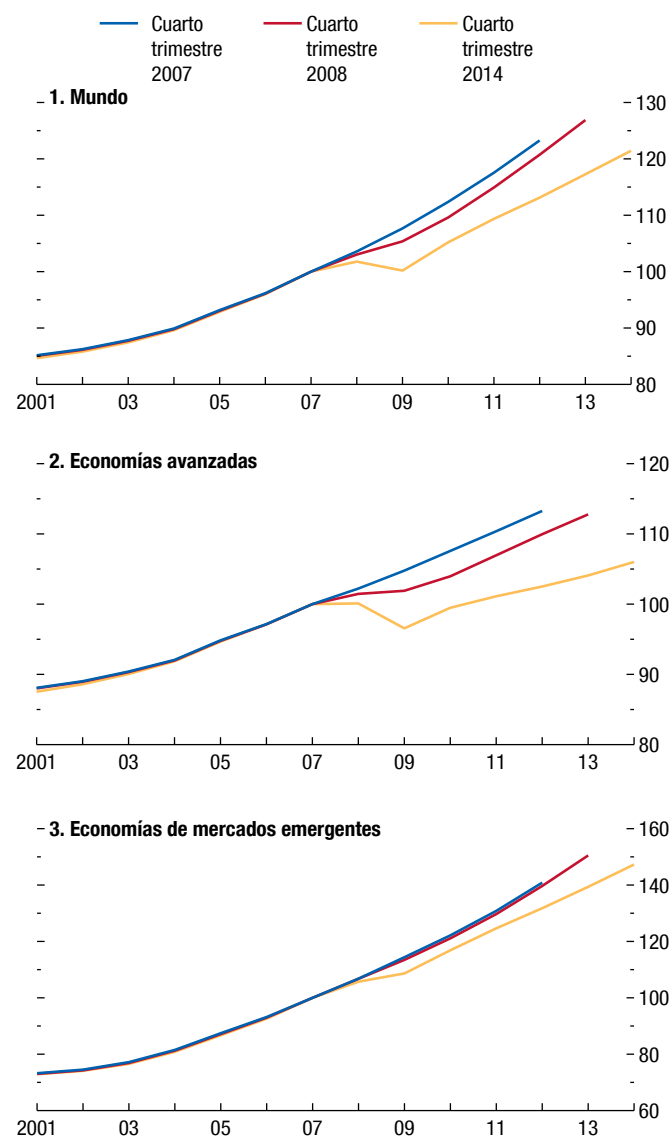 Cuarto trimestre 2007
Cuarto trimestre 2008
Cuarto trimestre 2014
1. Mundo
130
120
110
100
90
80
2001 03 05 07 09 11 13
2. Economías avanzadas
120
110
100
90
80
2001 03 05 07 09 11 13
3. Economías de mercados emergentes
160
140
120
100
80
60
2001 03 05 07 09 11 13